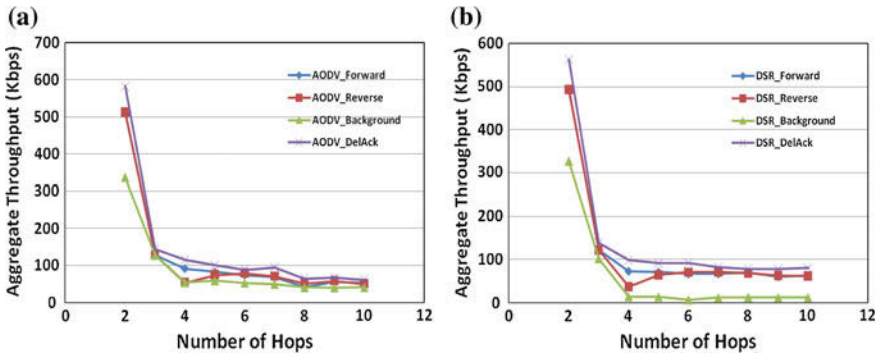 (a)
Aggregate Throughput (Kbps)
700
600
500
400
300
200
100
0
0 2 4 6 8 10 12
Number of Hops
AODV_Forward
AODV_Reverse
AODV_Background
AODV_DelAck
(b)
Aggregate Throughput (Kbps)
600
500
400
300
200
100
0
0 2 4 6 8 10 12
Number of Hops
DSR_Forward
DSR_Reverse
DSR_Background
DSR_DelAck